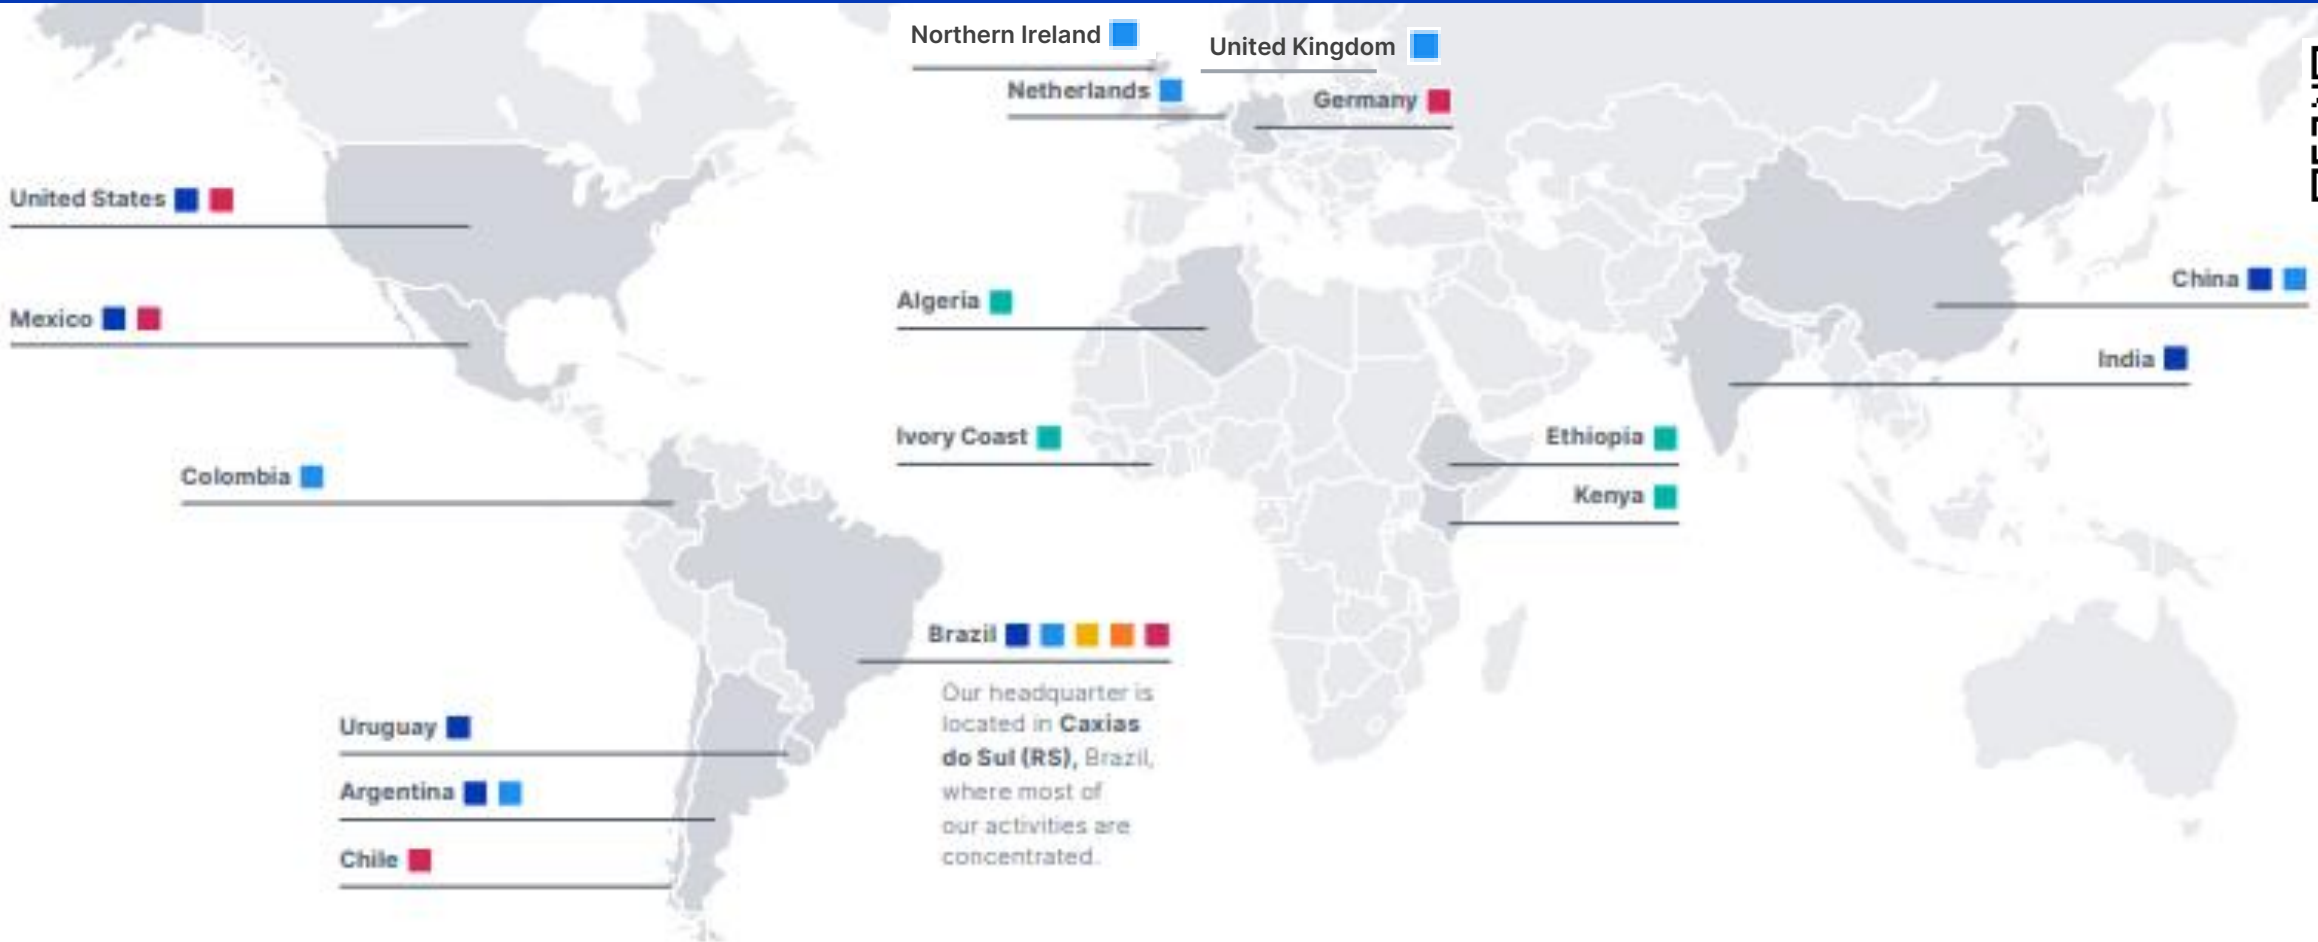 Northern Ireland
United Kingdom
Netherlands
Germany
United States
China
Algeria
Mexico
India
Ivory Coast
Ethiopia
Colombia
Kenya
Brazil
Our headquarter is
located in Caxias
do Sul (RS), Brazil,
where most of
our activities are
concentrated.
Uruguay
Argentina
Chile